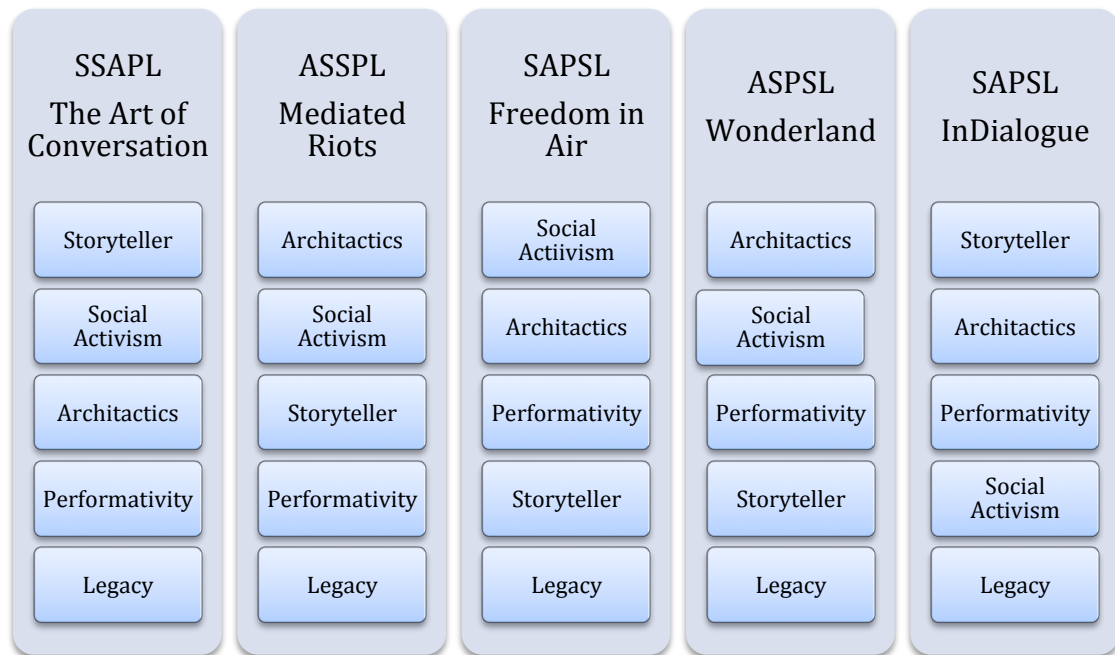 SSAPL
The Art of
Conversation
Storyteller
Social
Activism
Architactics
Performativity
Legacy
ASSPL
Mediated
Riots
Architactics
Social
Activism
Storyteller
Performativity
Legacy
SAPSL
Freedom in
Air
Social
Actiivism
Architactics
Performativity
Storyteller
Legacy
ASPSL
Wonderland
Architactics
Social
Activism
Performativity
Storyteller
Legacy
SAPSL
InDialogue
Storyteller
Architactics
Performativity
Social
Activism
Legacy